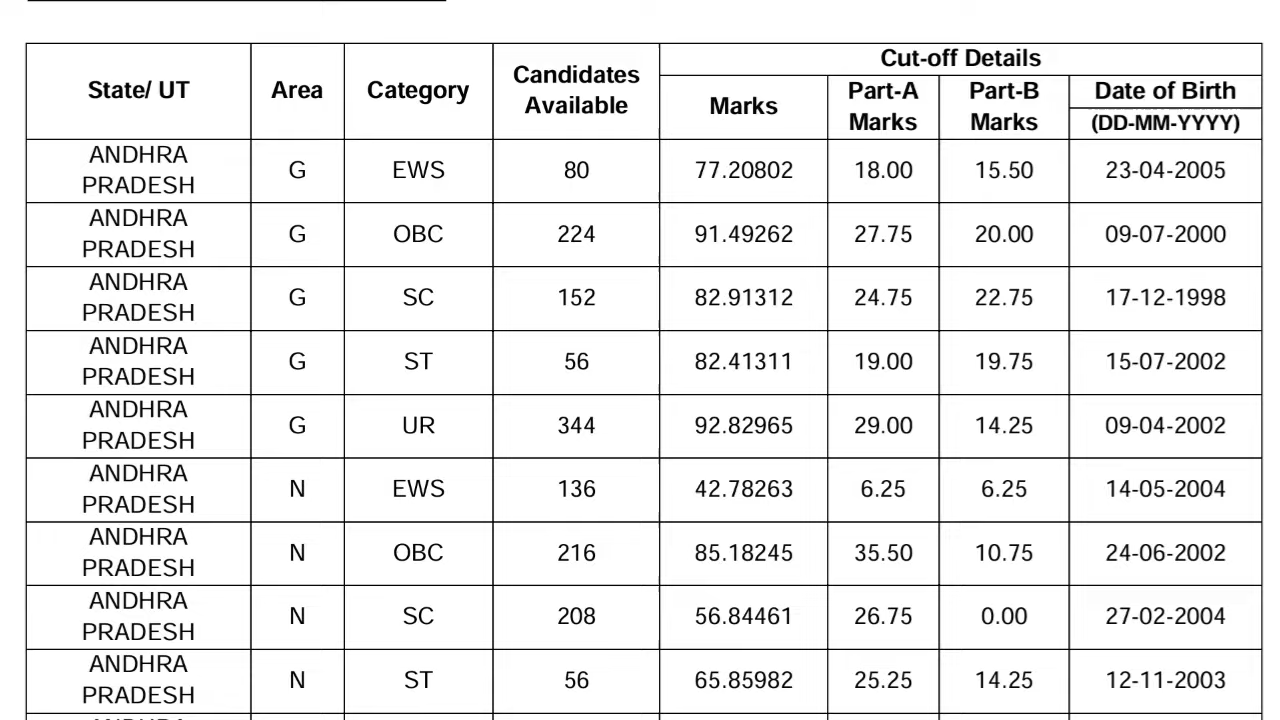 State/ UT Area Category Candidates Available Cut-off Details
Marks Part-A Marks Part-B Marks Date of Birth
(DD-MM-YYYY)
ANDHRA PRADESH G EWS 80 77.20802 18.00 15.50 23-04-2005
ANDHRA PRADESH G OBC 224 91.49262 27.75 20.00 09-07-2000
ANDHRA PRADESH G SC 152 82.91312 24.75 22.75 17-12-1998
ANDHRA PRADESH G ST 56 82.41311 19.00 19.75 15-07-2002
ANDHRA PRADESH G UR 344 92.82965 29.00 14.25 09-04-2002
ANDHRA PRADESH N EWS 136 42.78263 6.25 6.25 14-05-2004
ANDHRA PRADESH N OBC 216 85.18245 35.50 10.75 24-06-2002
ANDHRA PRADESH N SC 208 56.84461 26.75 0.00 27-02-2004
ANDHRA PRADESH N ST 56 65.85982 25.25 14.25 12-11-2003